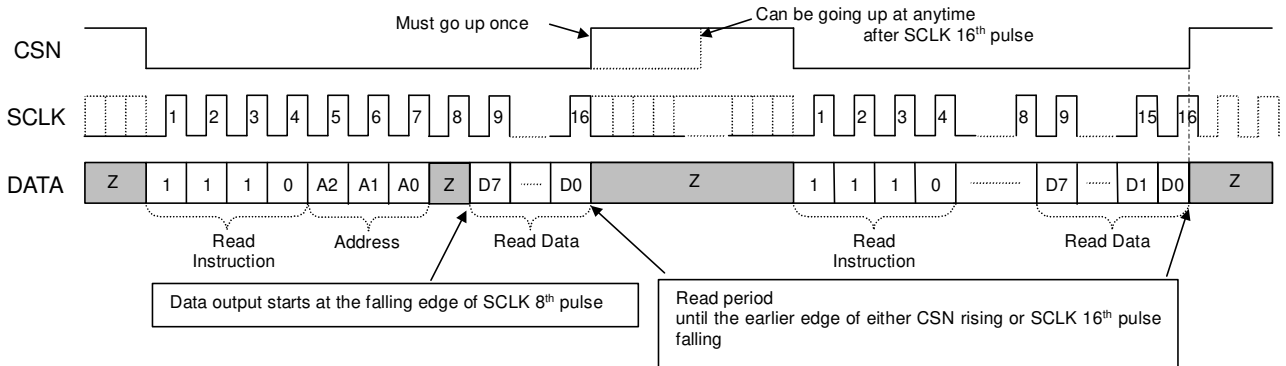 Must go up once
Can be going up at anytime
after SCLK 16th pulse
CSN
SCLK
1 2 3 4 5 6 7 8 9 16 1 2 3 4 8 9 15 16
DATA
Z 1 1 1 0 A2 A1 A0 Z D7 ...... D0 Z 1 1 1 0 .............. D7 ..... D1 D0 Z
Read
Instruction
Address
Read Data
Read
Instruction
Read Data
Data output starts at the falling edge of SCLK 8th pulse
Read period
until the earlier edge of either CSN rising or SCLK 16th pulse
falling